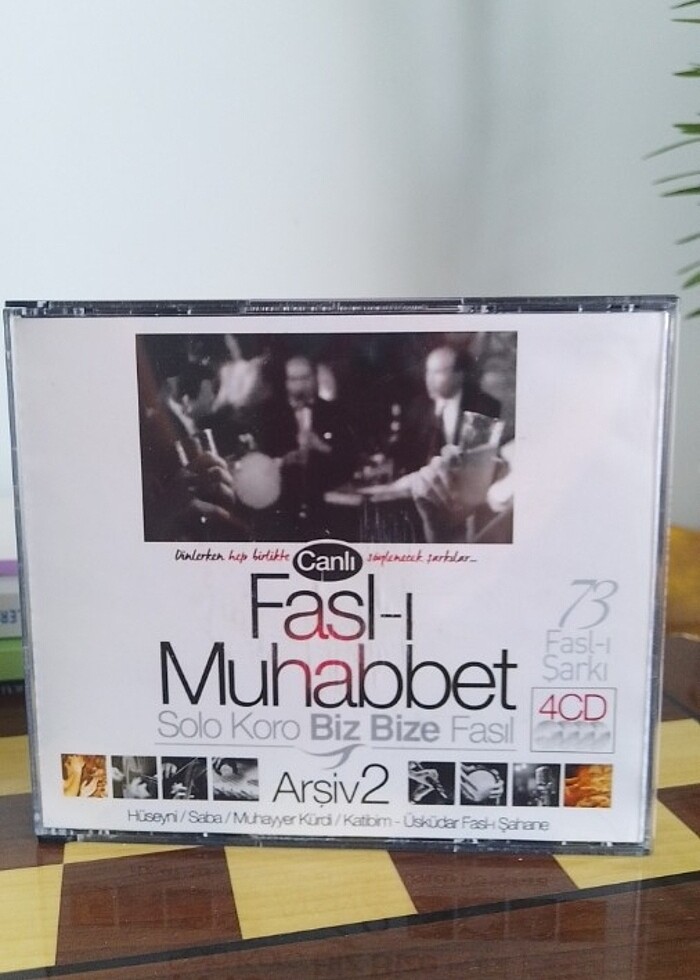 Dinlerken hep birlikte Canlı söylenecek şarkılar...
Fasl-ı
Muhabbet
Solo Koro Biz Bize Fasıl
73
Fasl-ı
Şarkı
4CD
Arşiv2
Hüseyni / Saba / Muhayyer Kürdi / Katibim - Üsküdar Fasl-ı Şahane